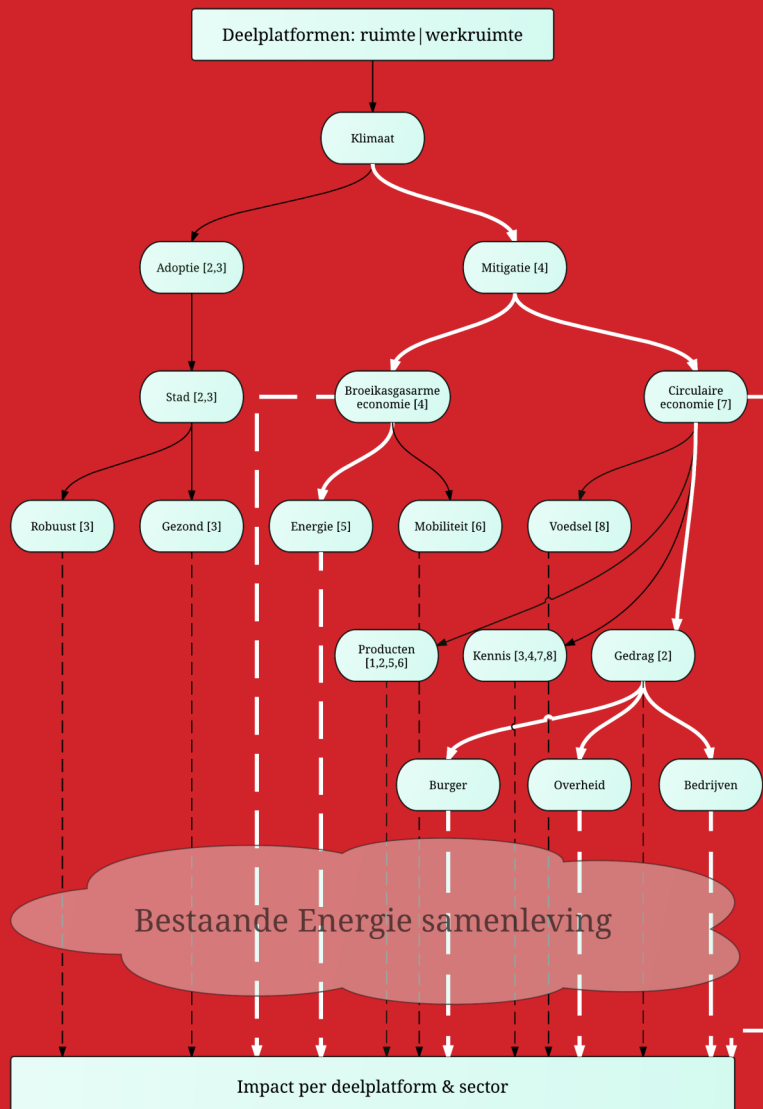 Deelplatformen: ruimte|werkruimte
Klimaat
Adoptie [2,3]
Mitigatie [4]
Stad [2,3]
Broeikasgasarme
economie [4]
Circulaire
economie [7]
Robuust [3]
Gezond [3]
Energie [5]
Mobiliteit [6]
Voedsel [8]
Producten
[1,2,5,6]
Kennis [3,4,7,8]
Gedrag [2]
Burger
Overheid
Bedrijven
Bestaande Energie samenleving
Impact per deelplatform & sector